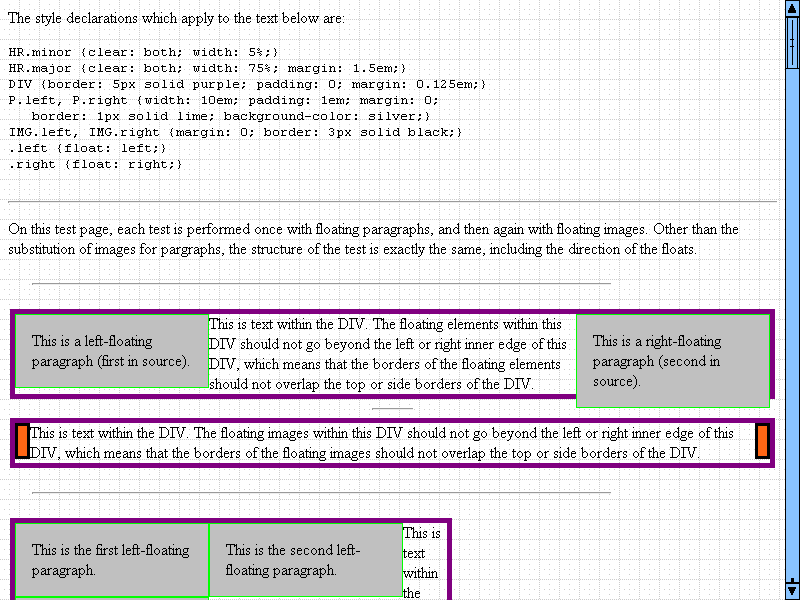 The style declarations which apply to the text below are:
HR.minor {clear: both; width: 5%;}
HR.major {clear: both; width: 75%; margin: 1.5em;}
DIV {border: 5px solid purple; padding: 0; margin: 0.125em;}
P.left, P.right {width: 10em; padding: 1em; margin: 0;
border: 1px solid lime; background-color: silver;}
IMG.left, IMG.right {margin: 0; border: 3px solid black;}
.left {float: left;}
.right {float: right;}
On this test page, each test is performed once with floating paragraphs, and then again with floating images. Other than the
substitution of images for pargraphs, the structure of the test is exactly the same, including the direction of the floats.
This is a left-floating
paragraph (first in source).
This is text within the DIV. The floating elements within this
DIV should not go beyond the left or right inner edge of this
DIV, which means that the borders of the floating elements
should not overlap the top or side borders of the DIV.
This is a right-floating
paragraph (second in
source).
This is text within the DIV. The floating images within this DIV should not go beyond the left or right inner edge of this
DIV, which means that the borders of the floating images should not overlap the top or side borders of the DIV.
This is the first left-floating
paragraph.
This is the second left-
floating paragraph.
This is
text
within
the